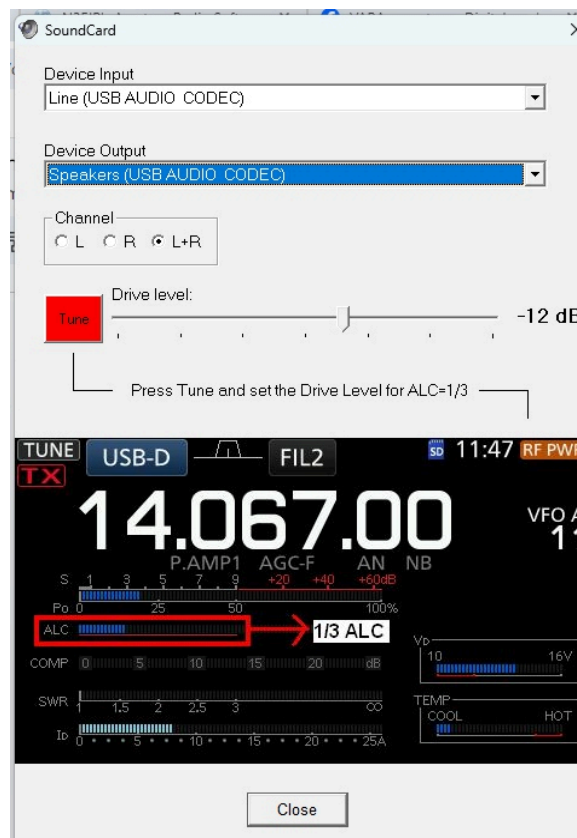 SoundCard
Device Input
Line (USB AUDIO CODEC)
Device Output
Speakers (USB AUDIO CODEC)
Channel
L R L+R
Drive level:
Tune -12 dB
Press Tune and set the Drive Level for ALC=1/3
TUNE USB-D FIL2 SD 11:47 RF PWR
TX
14.067.00
VFO A
P.AMP1 AGC-F AN NB
S 1 3 5 7 9 +20 +40 +60dB
Po 0 25 50 100%
ALC 1/3 ALC
VD
10 16V
COMP 0 5 10 15 20 dB
SWR 1 1.5 2 2.5 3 ∞
TEMP
COOL HOT
ID 0 5 10 15 20 25A
Close